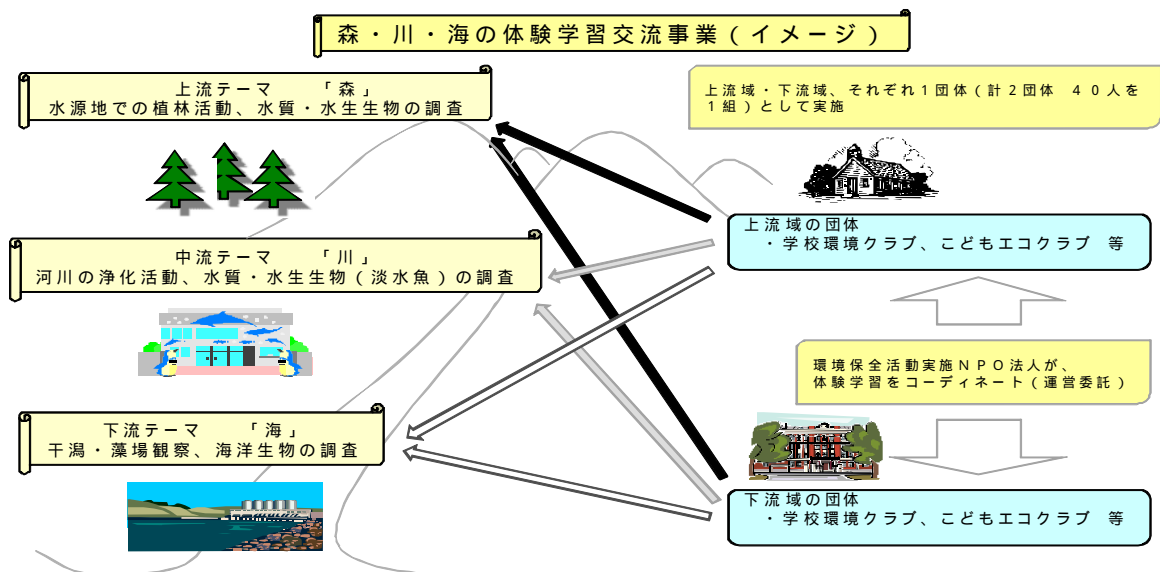 森・川・海の体験学習交流事業(イメージ)
上流テーマ 「森」
水源地での植林活動、水質・水生生物の調査
上流域・下流域、それぞれ1団体(計2団体 40人を
1組)として実施
上流域の団体
・学校環境クラブ、こどもエコクラブ 等
中流テーマ 「川」
河川の浄化活動、水質・水生生物(淡水魚)の調査
環境保全活動実施NPO法人が、
体験学習をコーディネート(運営委託)
下流テーマ 「海」
干潟・藻場観察、海洋生物の調査
下流域の団体
・学校環境クラブ、こどもエコクラブ 等